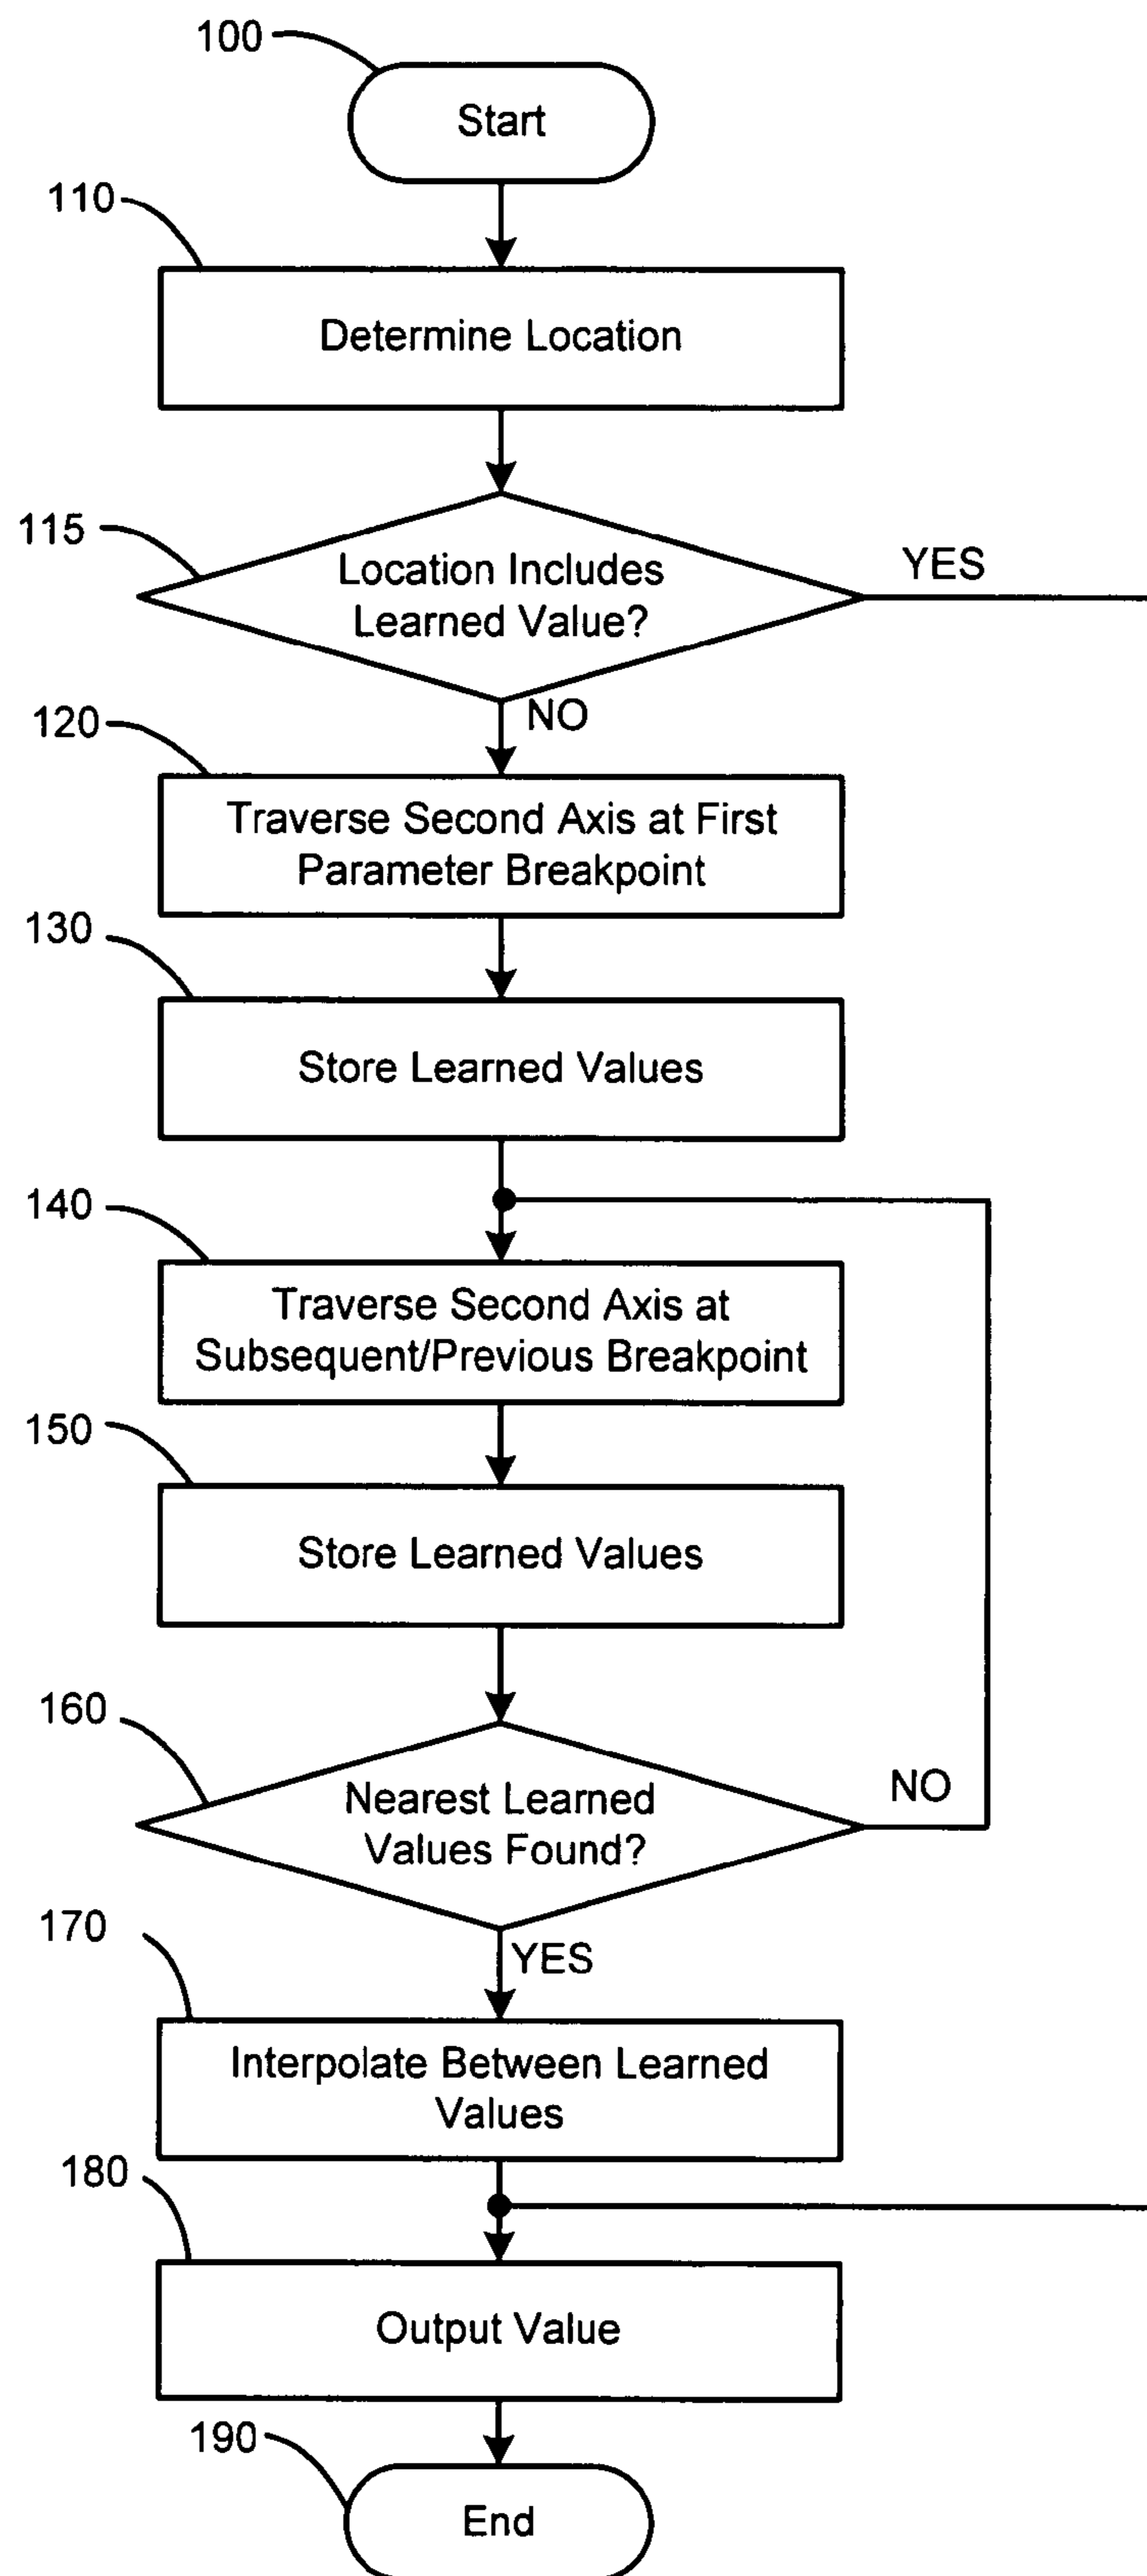 100
Start
110
Determine Location
115
Location Includes
Learned Value?
YES
NO
120
Traverse Second Axis at First
Parameter Breakpoint
130
Store Learned Values
140
Traverse Second Axis at
Subsequent/Previous Breakpoint
150
Store Learned Values
160
Nearest Learned
Values Found?
NO
YES
170
Interpolate Between Learned
Values
180
Output Value
190
End